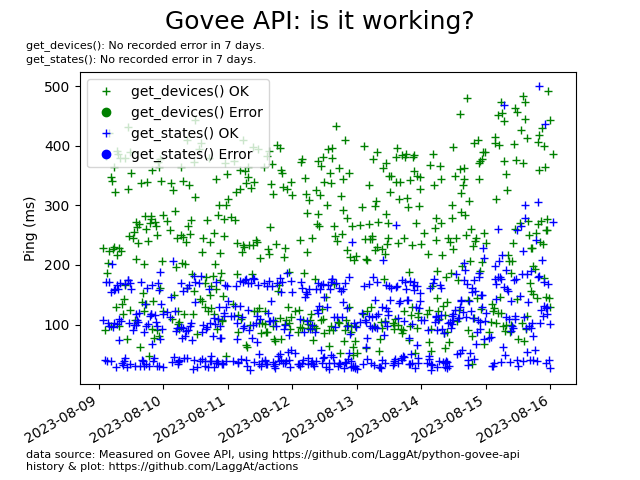 Govee API: is it working?
get_devices(): No recorded error in 7 days.
get_states(): No recorded error in 7 days.
get_devices() OK
get_devices() Error
get_states() OK
get_states() Error
Ping (ms)
500
400
300
200
100
2023-08-09
2023-08-10
2023-08-11
2023-08-12
2023-08-13
2023-08-14
2023-08-15
2023-08-16
data source: Measured on Govee API, using https://github.com/LaggAt/python-govee-api
history & plot: https://github.com/LaggAt/actions